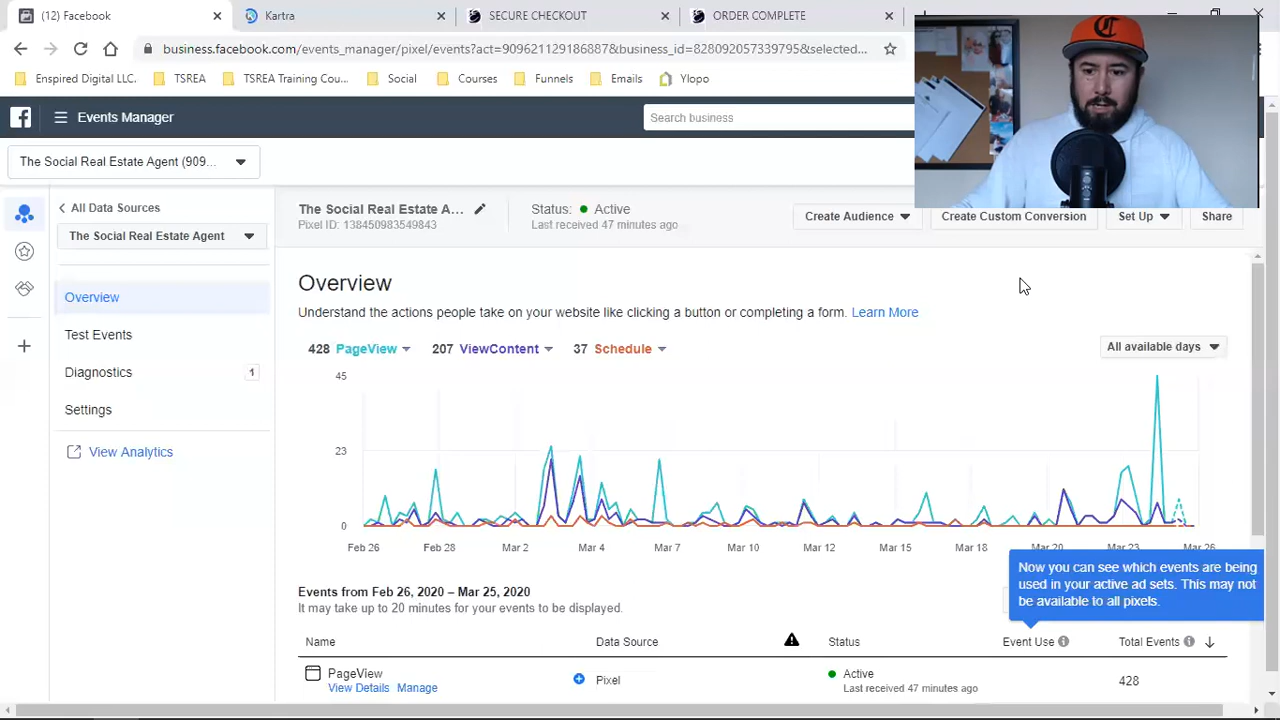 (12) Facebook
Kartra
SECURE CHECKOUT
ORDER COMPLETE
business.facebook.com/events_manager/pixel/events?act=909621129186887&business_id=828092057339795&selected...
Enspired Digital LLC.
TSREA
TSREA Training Cou...
Social
Courses
Funnels
Emails
Ylopo
Events Manager
Search business
The Social Real Estate Agent (909...
All Data Sources
The Social Real Estate Agent
The Social Real Estate A...
Pixel ID: 138450983549843
Status: Active
Last received 47 minutes ago
Create Audience
Create Custom Conversion
Set Up
Share
Overview
Test Events
Diagnostics 1
Settings
View Analytics
Overview
Understand the actions people take on your website like clicking a button or completing a form. Learn More
428 PageView 207 ViewContent 37 Schedule
All available days
45
23
0
Feb 26 Feb 28 Mar 2 Mar 4 Mar 7 Mar 10 Mar 12 Mar 15 Mar 18 Mar 20 Mar 23 Mar 26
Now you can see which events are being
used in your active ad sets. This may not
be available to all pixels.
Events from Feb 26, 2020 – Mar 25, 2020
It may take up to 20 minutes for your events to be displayed.
Name Data Source Status Event Use Total Events
PageView Pixel Active 428
View Details Manage Last received 47 minutes ago